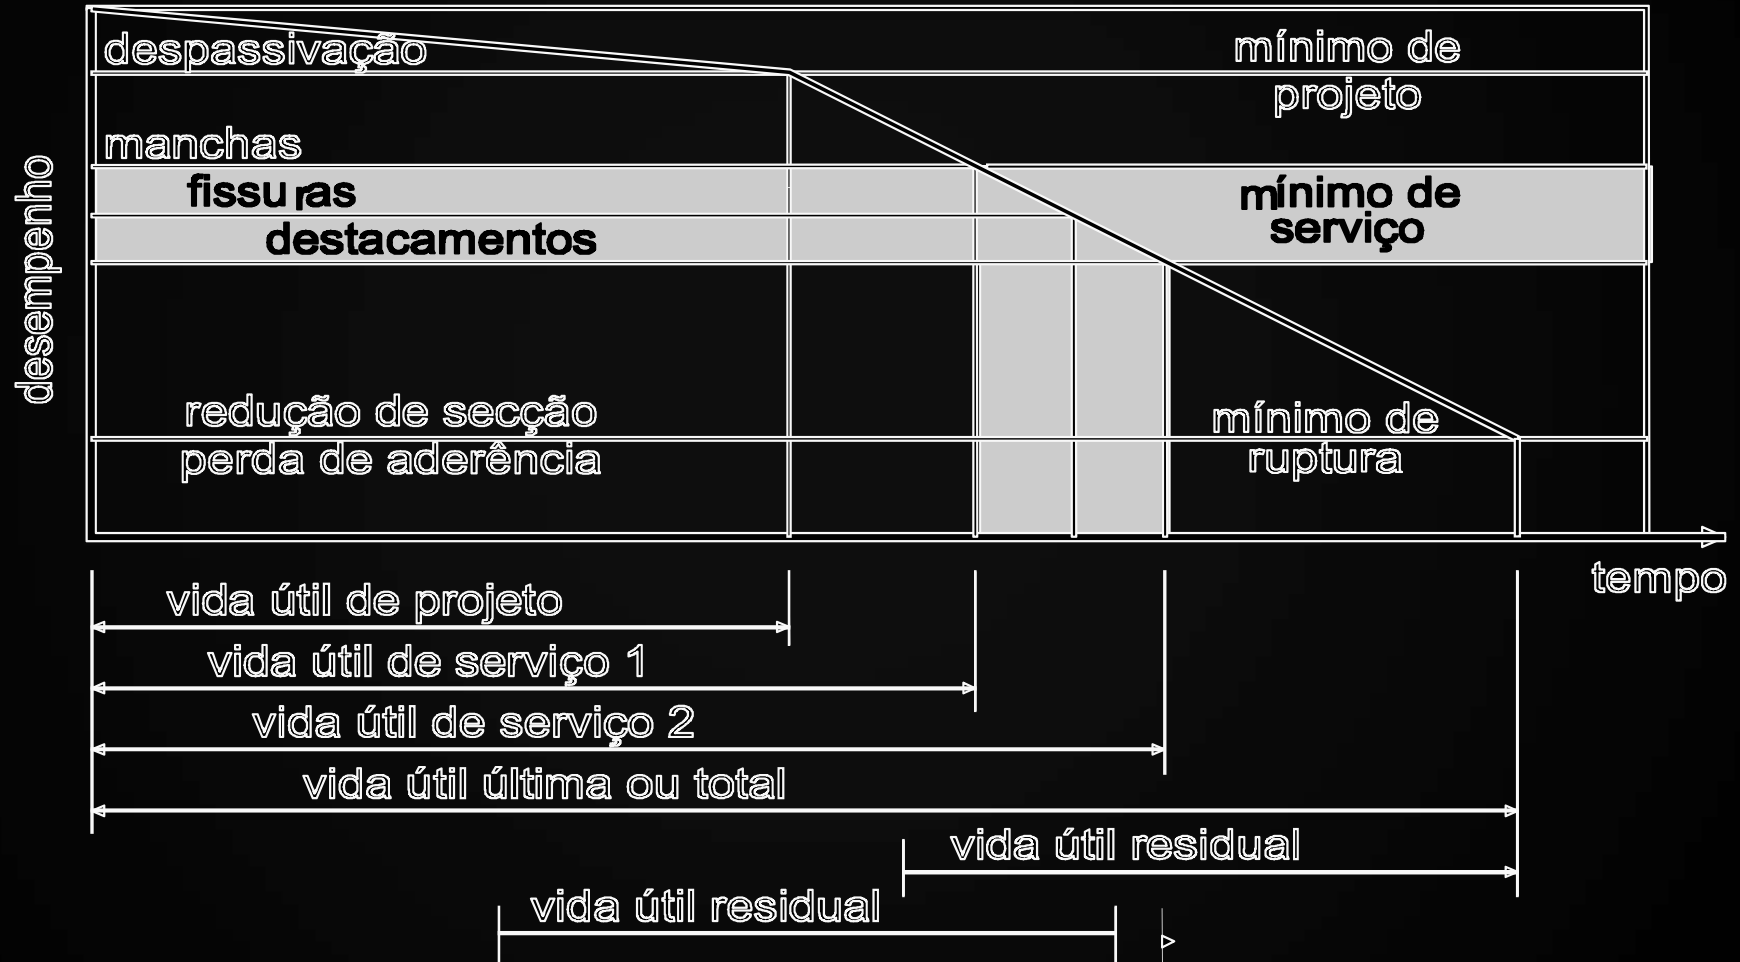 despassivação
mínimo de
projeto
manchas
fissuras
mínimo de
serviço
destacamentos
desempenho
redução de secção
mínimo de
perda de aderência
ruptura
tempo
vida útil de projeto
vida útil de serviço 1
vida útil de serviço 2
vida útil última ou total
vida útil residual
vida útil residual